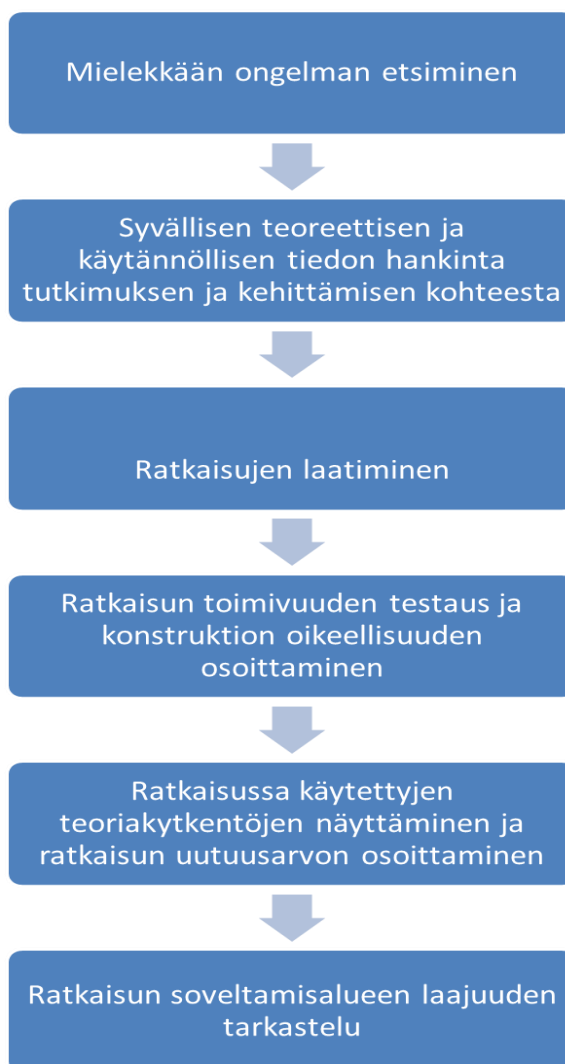 Mielekkään ongelman etsiminen
Syvällisen teoreettisen ja
käytännöllisen tiedon hankinta
tutkimuksen ja kehittämisen kohteesta
Ratkaisujen laatiminen
Ratkaisun toimivuuden testaus ja
konstruktion oikeellisuuden
osoittaminen
Ratkaisussa käytettyjen
teoriakytkentöjen näyttäminen ja
ratkaisun uutuusarvon osoittaminen
Ratkaisun soveltamisalueen laajuuden
tarkastelu